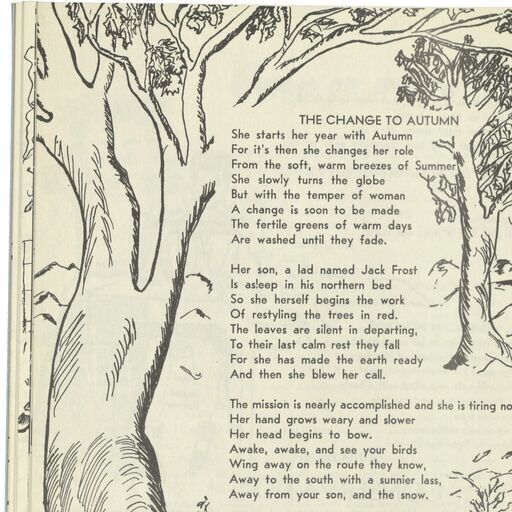 THE CHANGE TO AUTUMN
She starts her year with Autumn
For it's then she changes her role
From the soft, warm breezes of Summer
She slowly turns the globe
But with the temper of woman
A change is soon to be made
The fertile greens of warm days
Are washed until they fade.
Her son, a lad named Jack Frost
Is asleep in his northern bed
So she herself begins the work
Of restyling the trees in red.
The leaves are silent in departing,
To their last calm rest they fall
For she has made the earth ready
And then she blew her call.
The mission is nearly accomplished and she is tiring no
Her hand grows weary and slower
Her head begins to bow.
Awake, awake, and see your birds
Wing away on the route they know,
Away to the south with a sunnier lass,
Away from your son, and the snow.